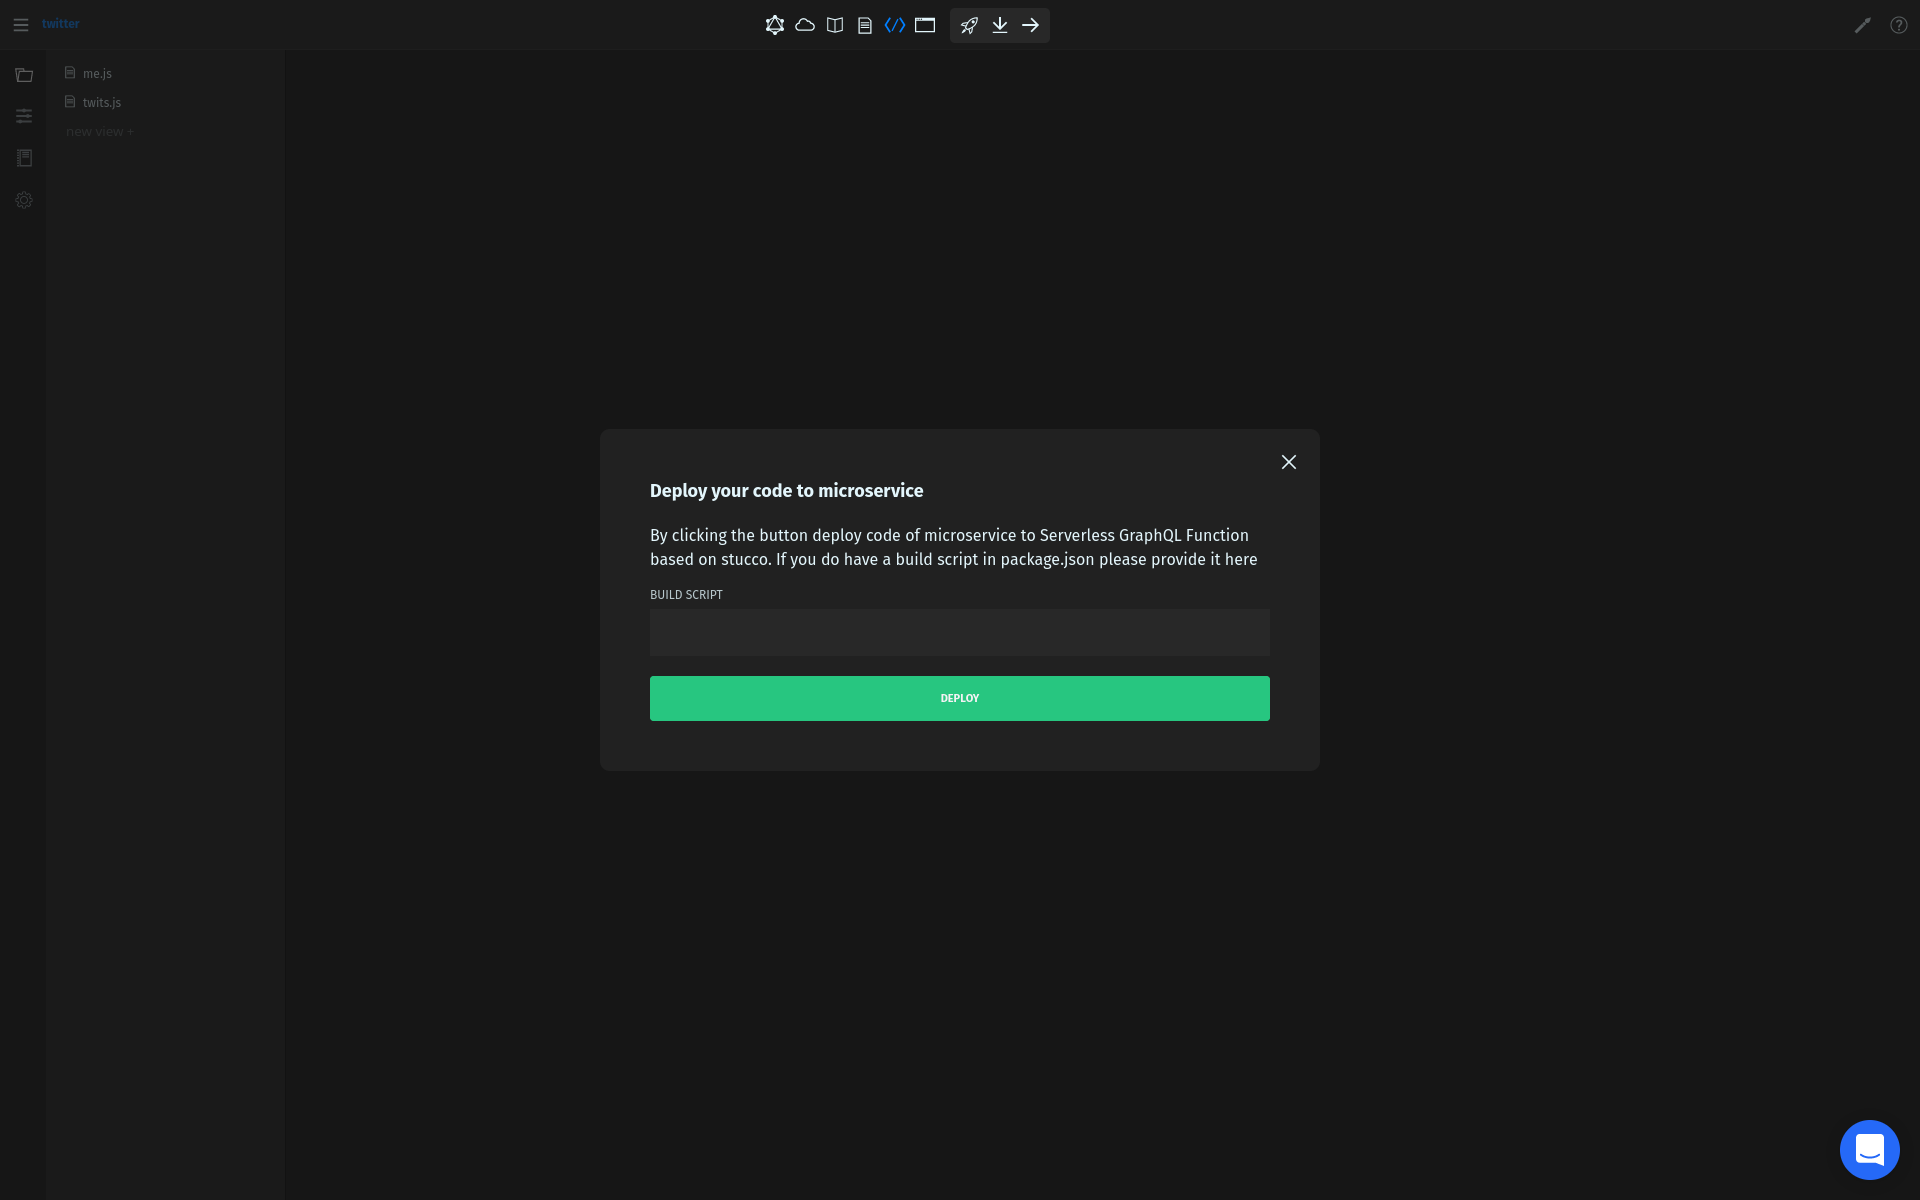 twitter
me.js
twits.js
new view +
Deploy your code to microservice
By clicking the button deploy code of microservice to Serverless GraphQL Function
based on stucco. If you do have a build script in package.json please provide it here
BUILD SCRIPT
DEPLOY